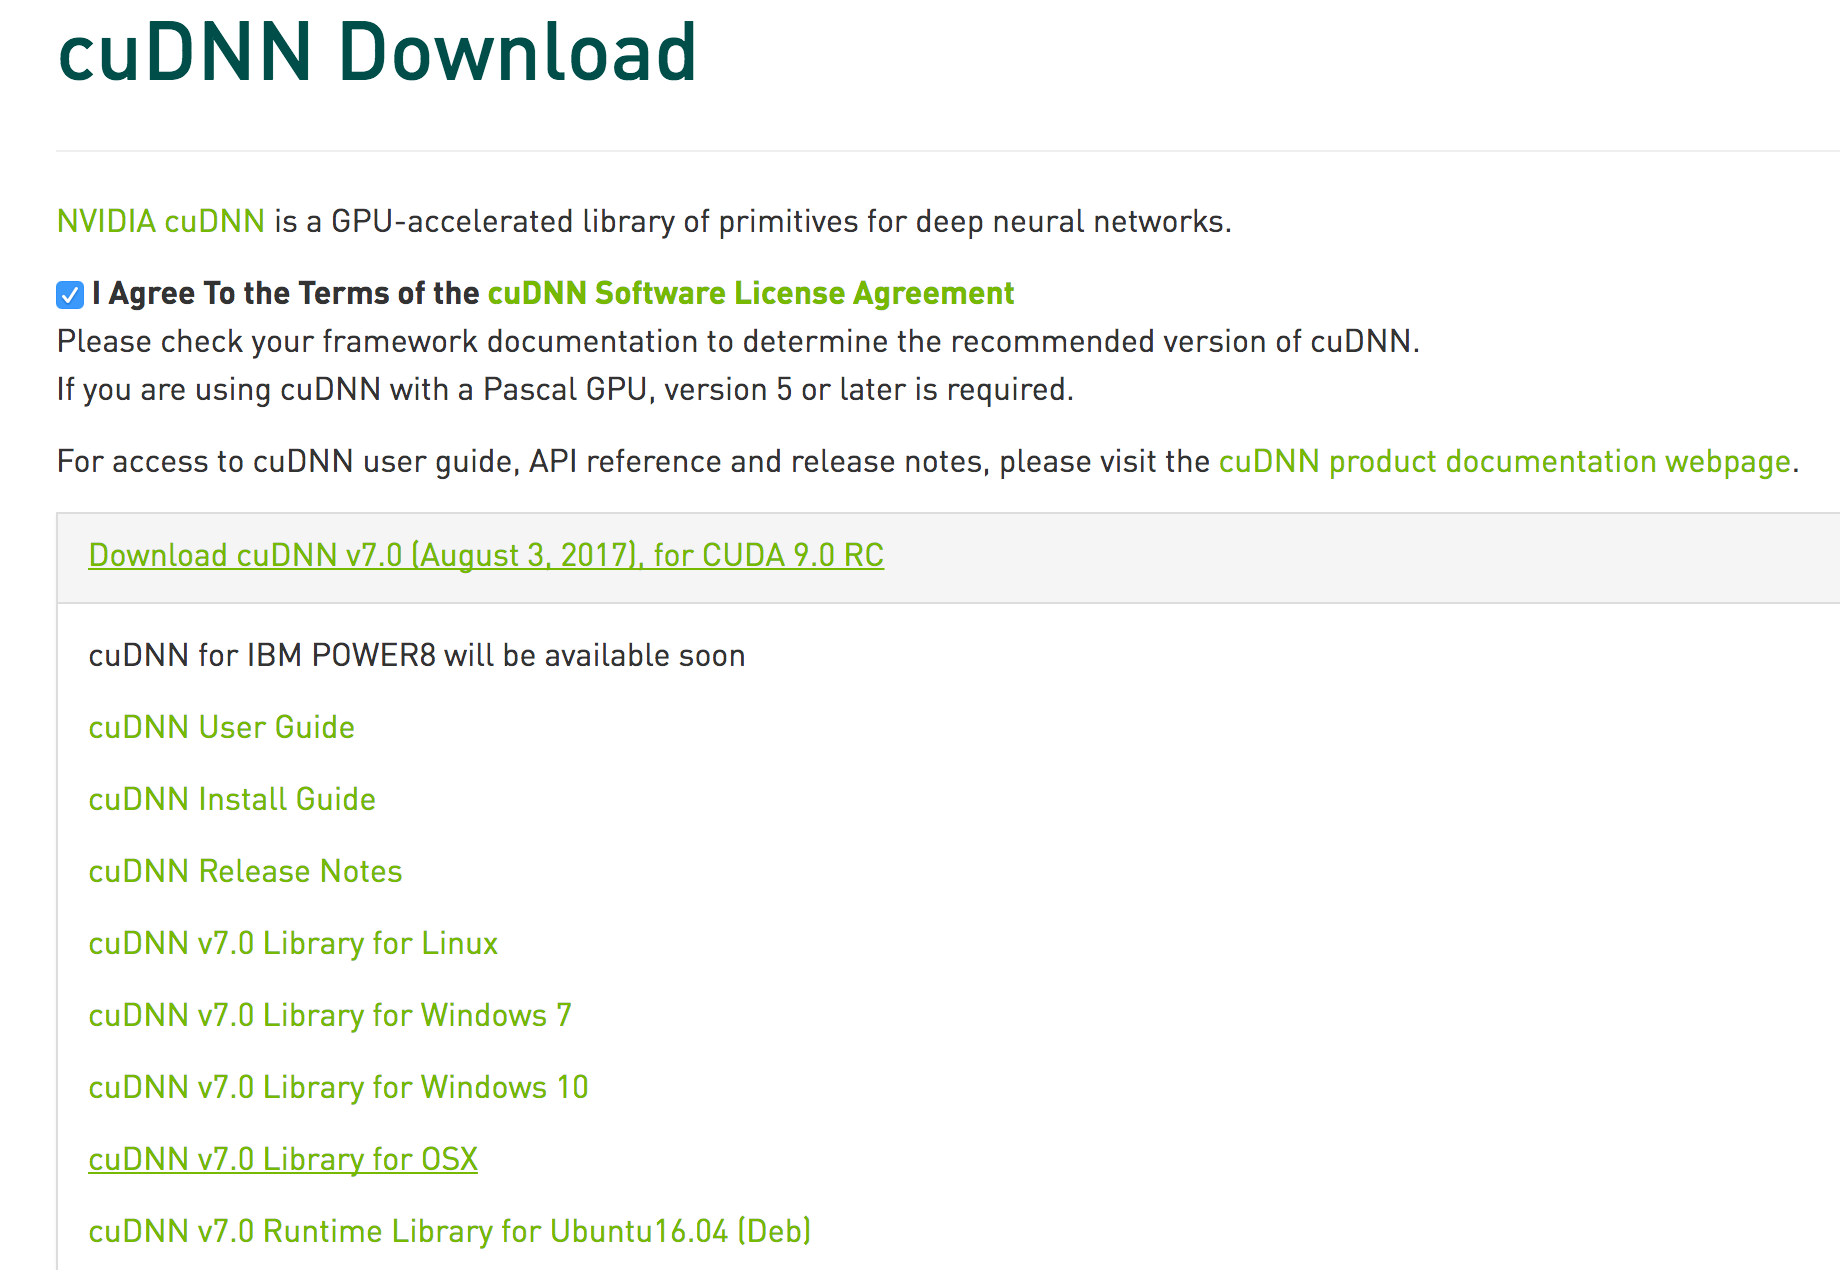 cuDNN Download
NVIDIA cuDNN is a GPU-accelerated library of primitives for deep neural networks.
I Agree To the Terms of the cuDNN Software License Agreement
Please check your framework documentation to determine the recommended version of cuDNN.
If you are using cuDNN with a Pascal GPU, version 5 or later is required.
For access to cuDNN user guide, API reference and release notes, please visit the cuDNN product documentation webpage.
Download cuDNN v7.0 (August 3, 2017), for CUDA 9.0 RC
cuDNN for IBM POWER8 will be available soon
cuDNN User Guide
cuDNN Install Guide
cuDNN Release Notes
cuDNN v7.0 Library for Linux
cuDNN v7.0 Library for Windows 7
cuDNN v7.0 Library for Windows 10
cuDNN v7.0 Library for OSX
cuDNN v7.0 Runtime Library for Ubuntu16.04 (Deb)